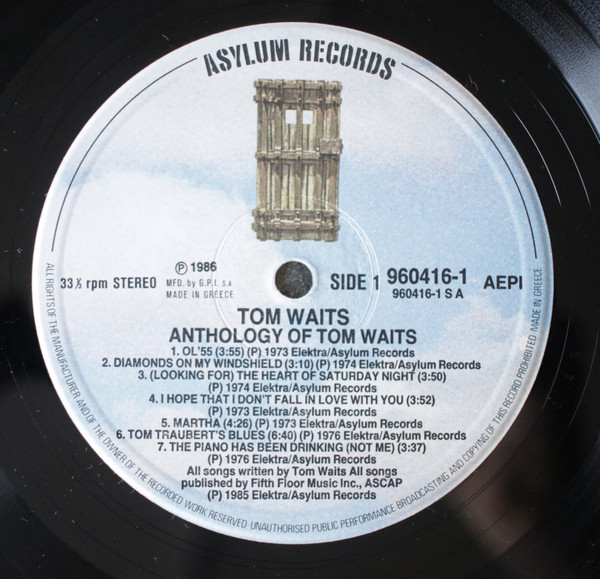 ASYLUM RECORDS
33⅓ rpm STEREO
Ⓟ 1986
MFD. by G.P.I. S.A
MADE IN GREECE
SIDE 1
960416-1
960416-1 S A
AEPI
TOM WAITS
ANTHOLOGY OF TOM WAITS
1. OL'55 (3:55) (P) 1973 Elektra/Asylum Records
2. DIAMONDS ON MY WINDSHIELD (3:10) (P) 1974 Elektra/Asylum Records
3. (LOOKING FOR) THE HEART OF SATURDAY NIGHT (3:50)
(P) 1974 Elektra/Asylum Records
4. I HOPE THAT I DON'T FALL IN LOVE WITH YOU (3:52)
(P) 1973 Elektra/Asylum Records
5. MARTHA (4:26) (P) 1973 Elektra/Asylum Records
6. TOM TRAUBERT'S BLUES (6:40) (P) 1976 Elektra/Asylum Records
7. THE PIANO HAS BEEN DRINKING (NOT ME) (3:37)
(P) 1976 Elektra/Asylum Records
All songs written by Tom Waits All songs
published by Fifth Floor Music Inc., ASCAP
(P) 1985 Elektra/Asylum Records
ALL RIGHTS OF THE MANUFACTURER AND OF THE OWNER OF THE RECORDED WORK RESERVED. UNAUTHORISED PUBLIC PERFORMANCE BROADCASTING AND COPYING OF THIS RECORD PROHIBITED. MADE IN GREECE